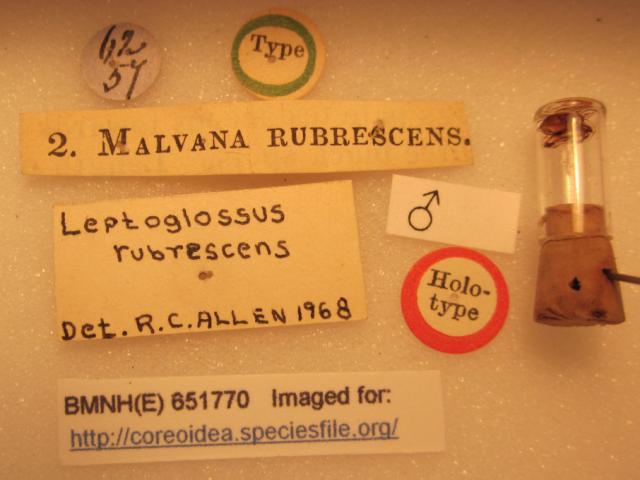 62
57
Type
2. MALVANA RUBRESCENS.
Leptoglossus
rubrescens
Det. R.C. ALLEN 1968
♂
Holo-
type
BMNH(E) 651770 Imaged for:
http://coreoidea.speciesfile.org/